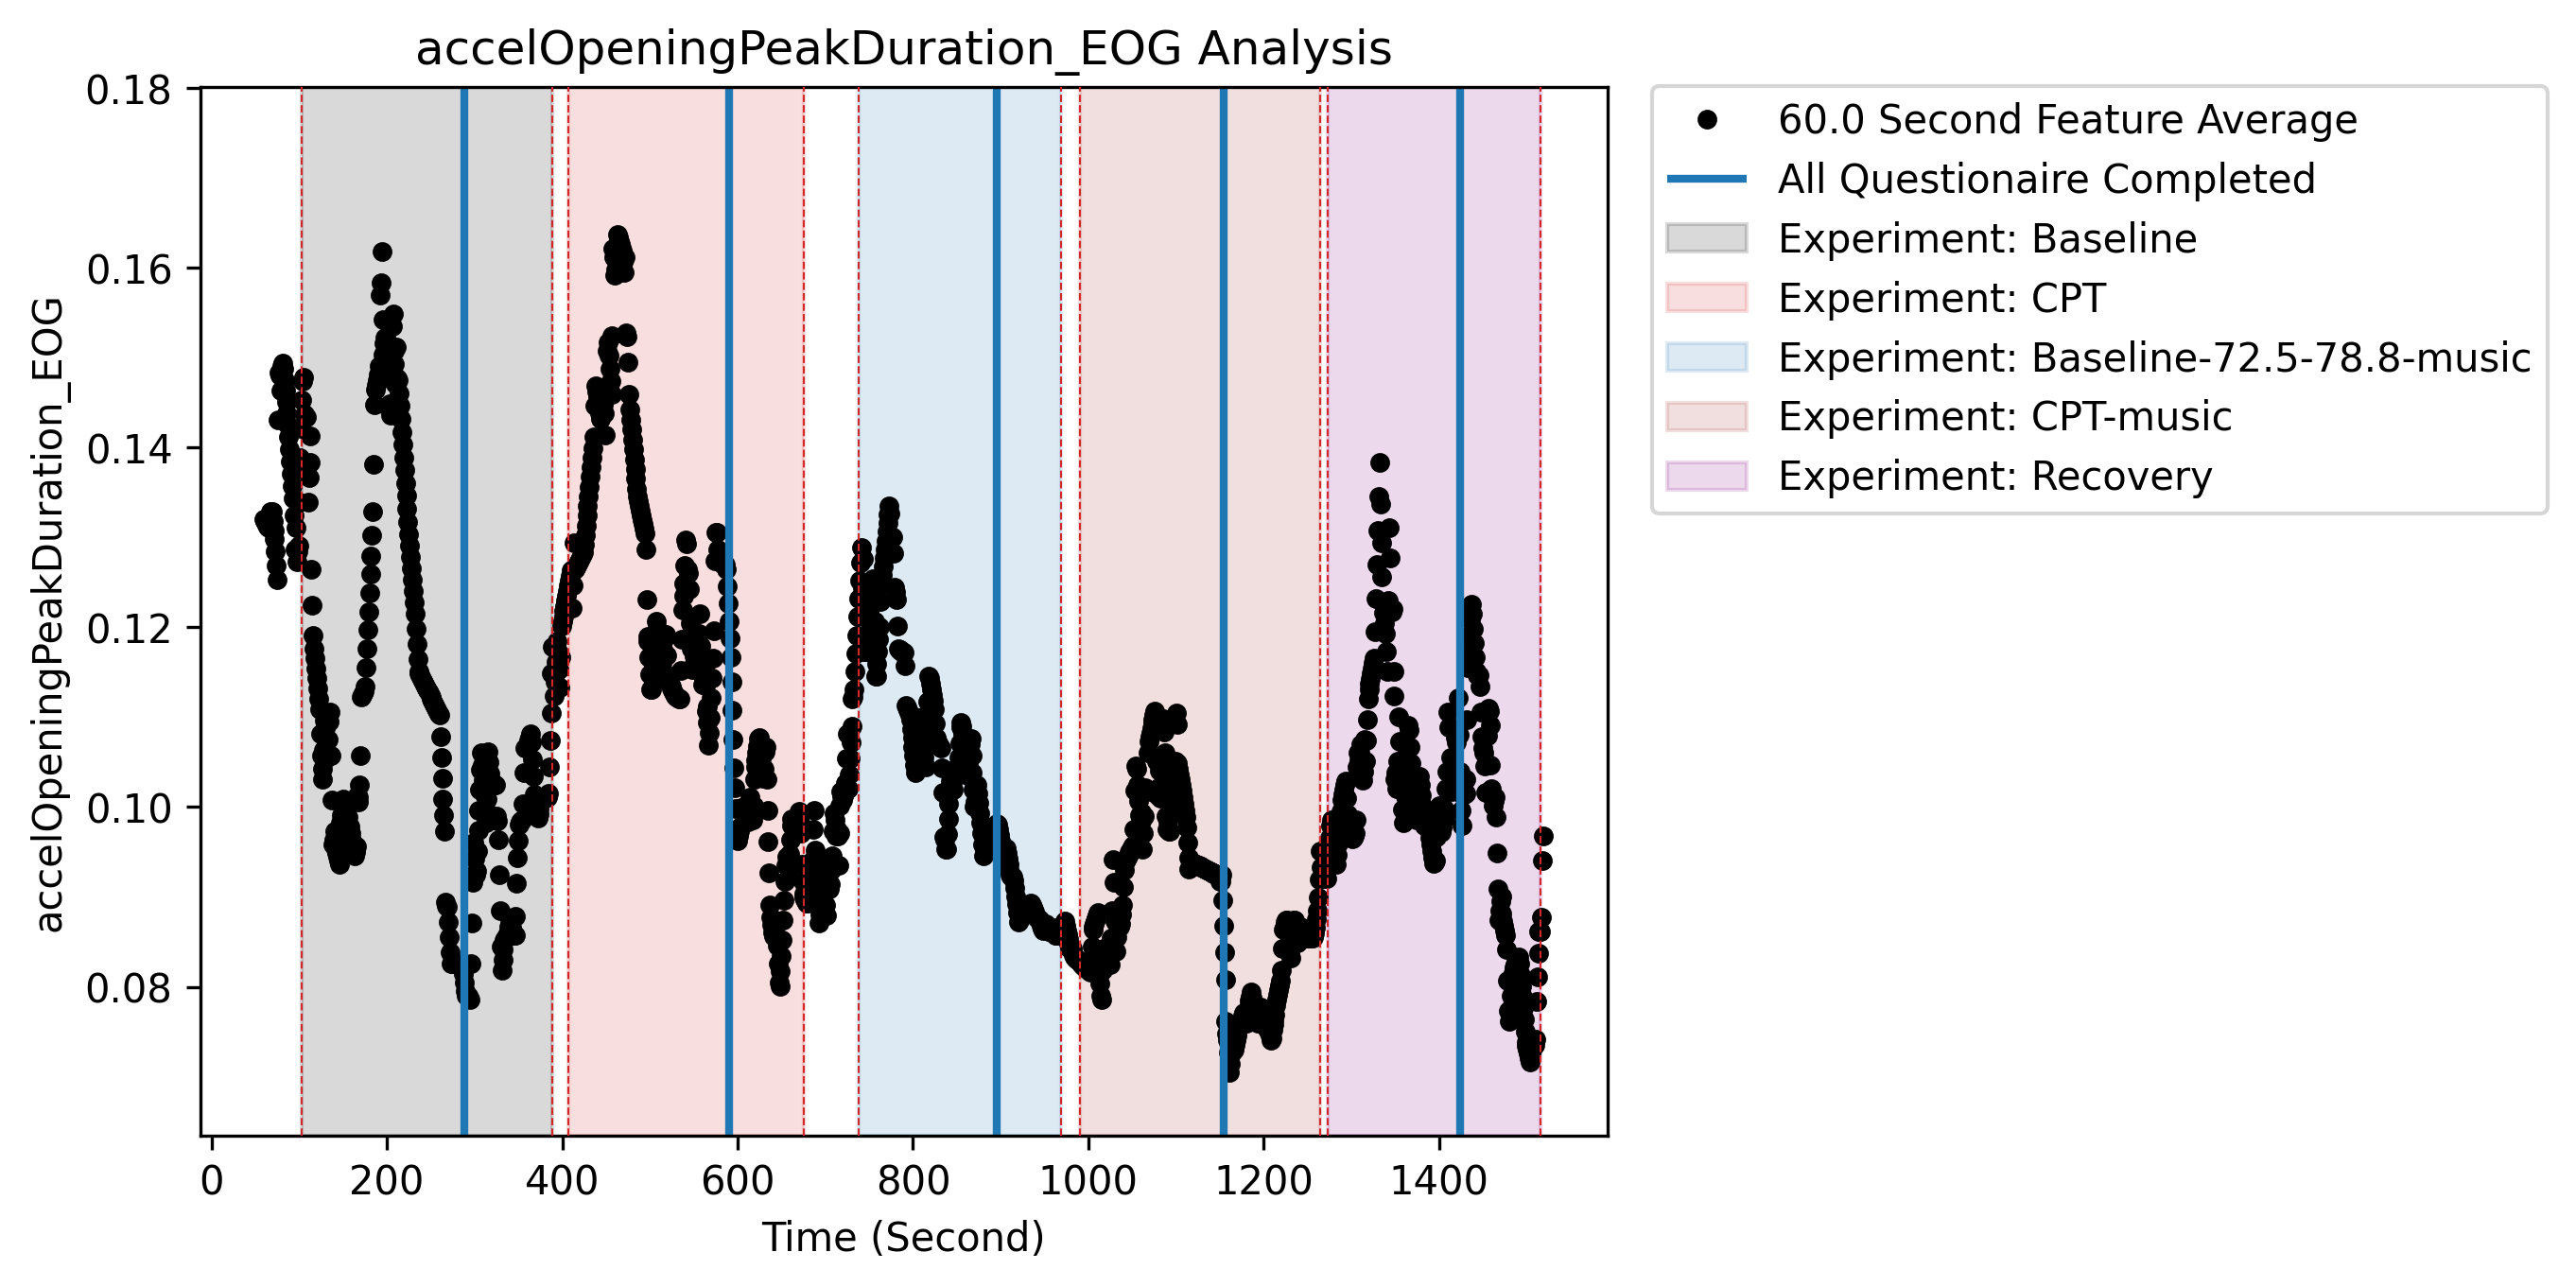 accelOpeningPeakDuration_EOG Analysis
accelOpeningPeakDuration_EOG
0.18
0.16
0.14
0.12
0.10
0.08
0
200
400
600
800
1000
1200
1400
Time (Second)
60.0 Second Feature Average
All Questionaire Completed
Experiment: Baseline
Experiment: CPT
Experiment: Baseline-72.5-78.8-music
Experiment: CPT-music
Experiment: Recovery